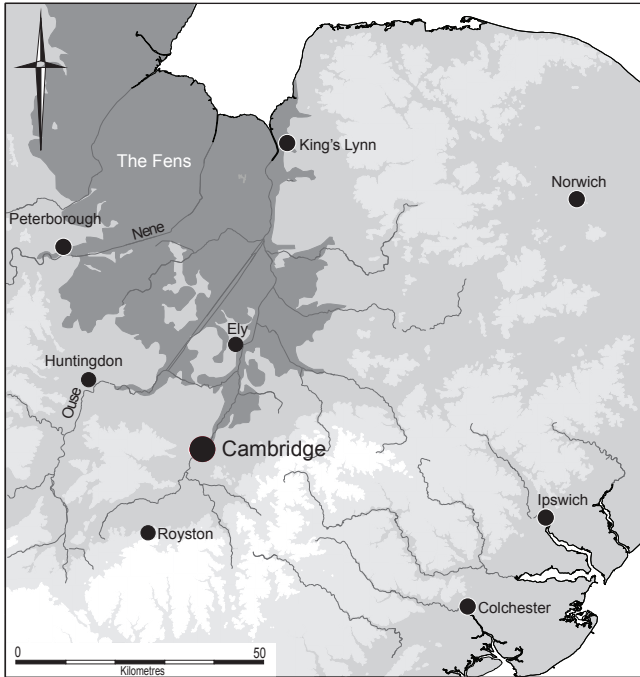 The Fens
King's Lynn
Norwich
Peterborough
Nene
Ely
Huntingdon
Ouse
Cambridge
Ipswich
Royston
Colchester
0 50
Kilometres